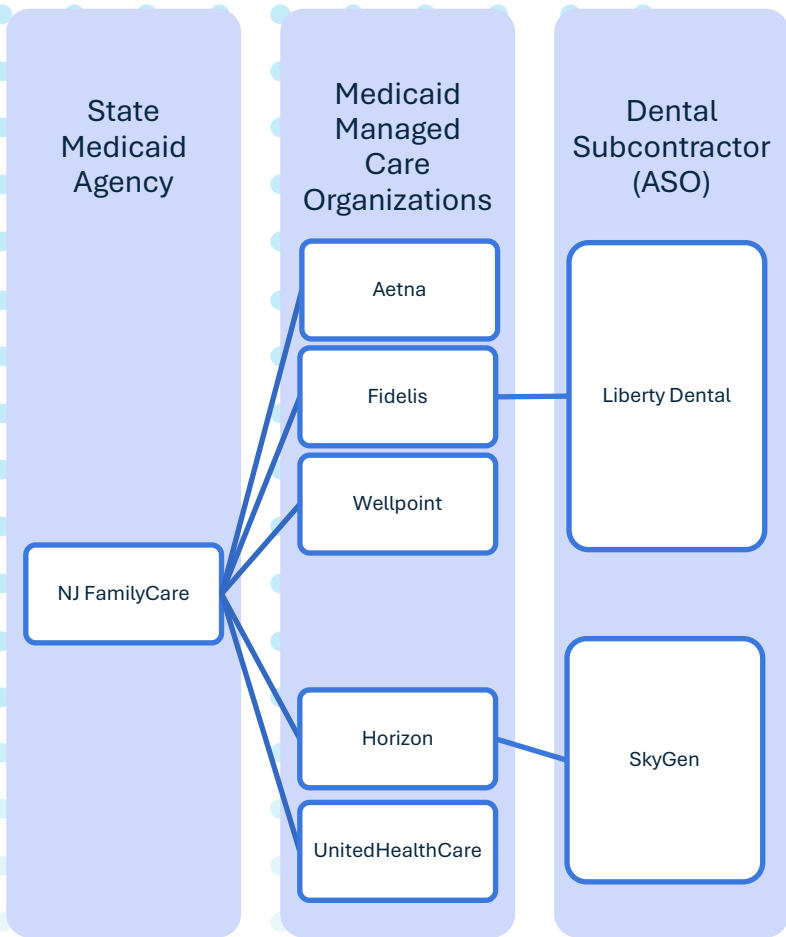 State
Medicaid
Agency
NJ FamilyCare
Medicaid
Managed
Care
Organizations
Aetna
Fidelis
Wellpoint
Horizon
UnitedHealthCare
Dental
Subcontractor
(ASO)
Liberty Dental
SkyGen